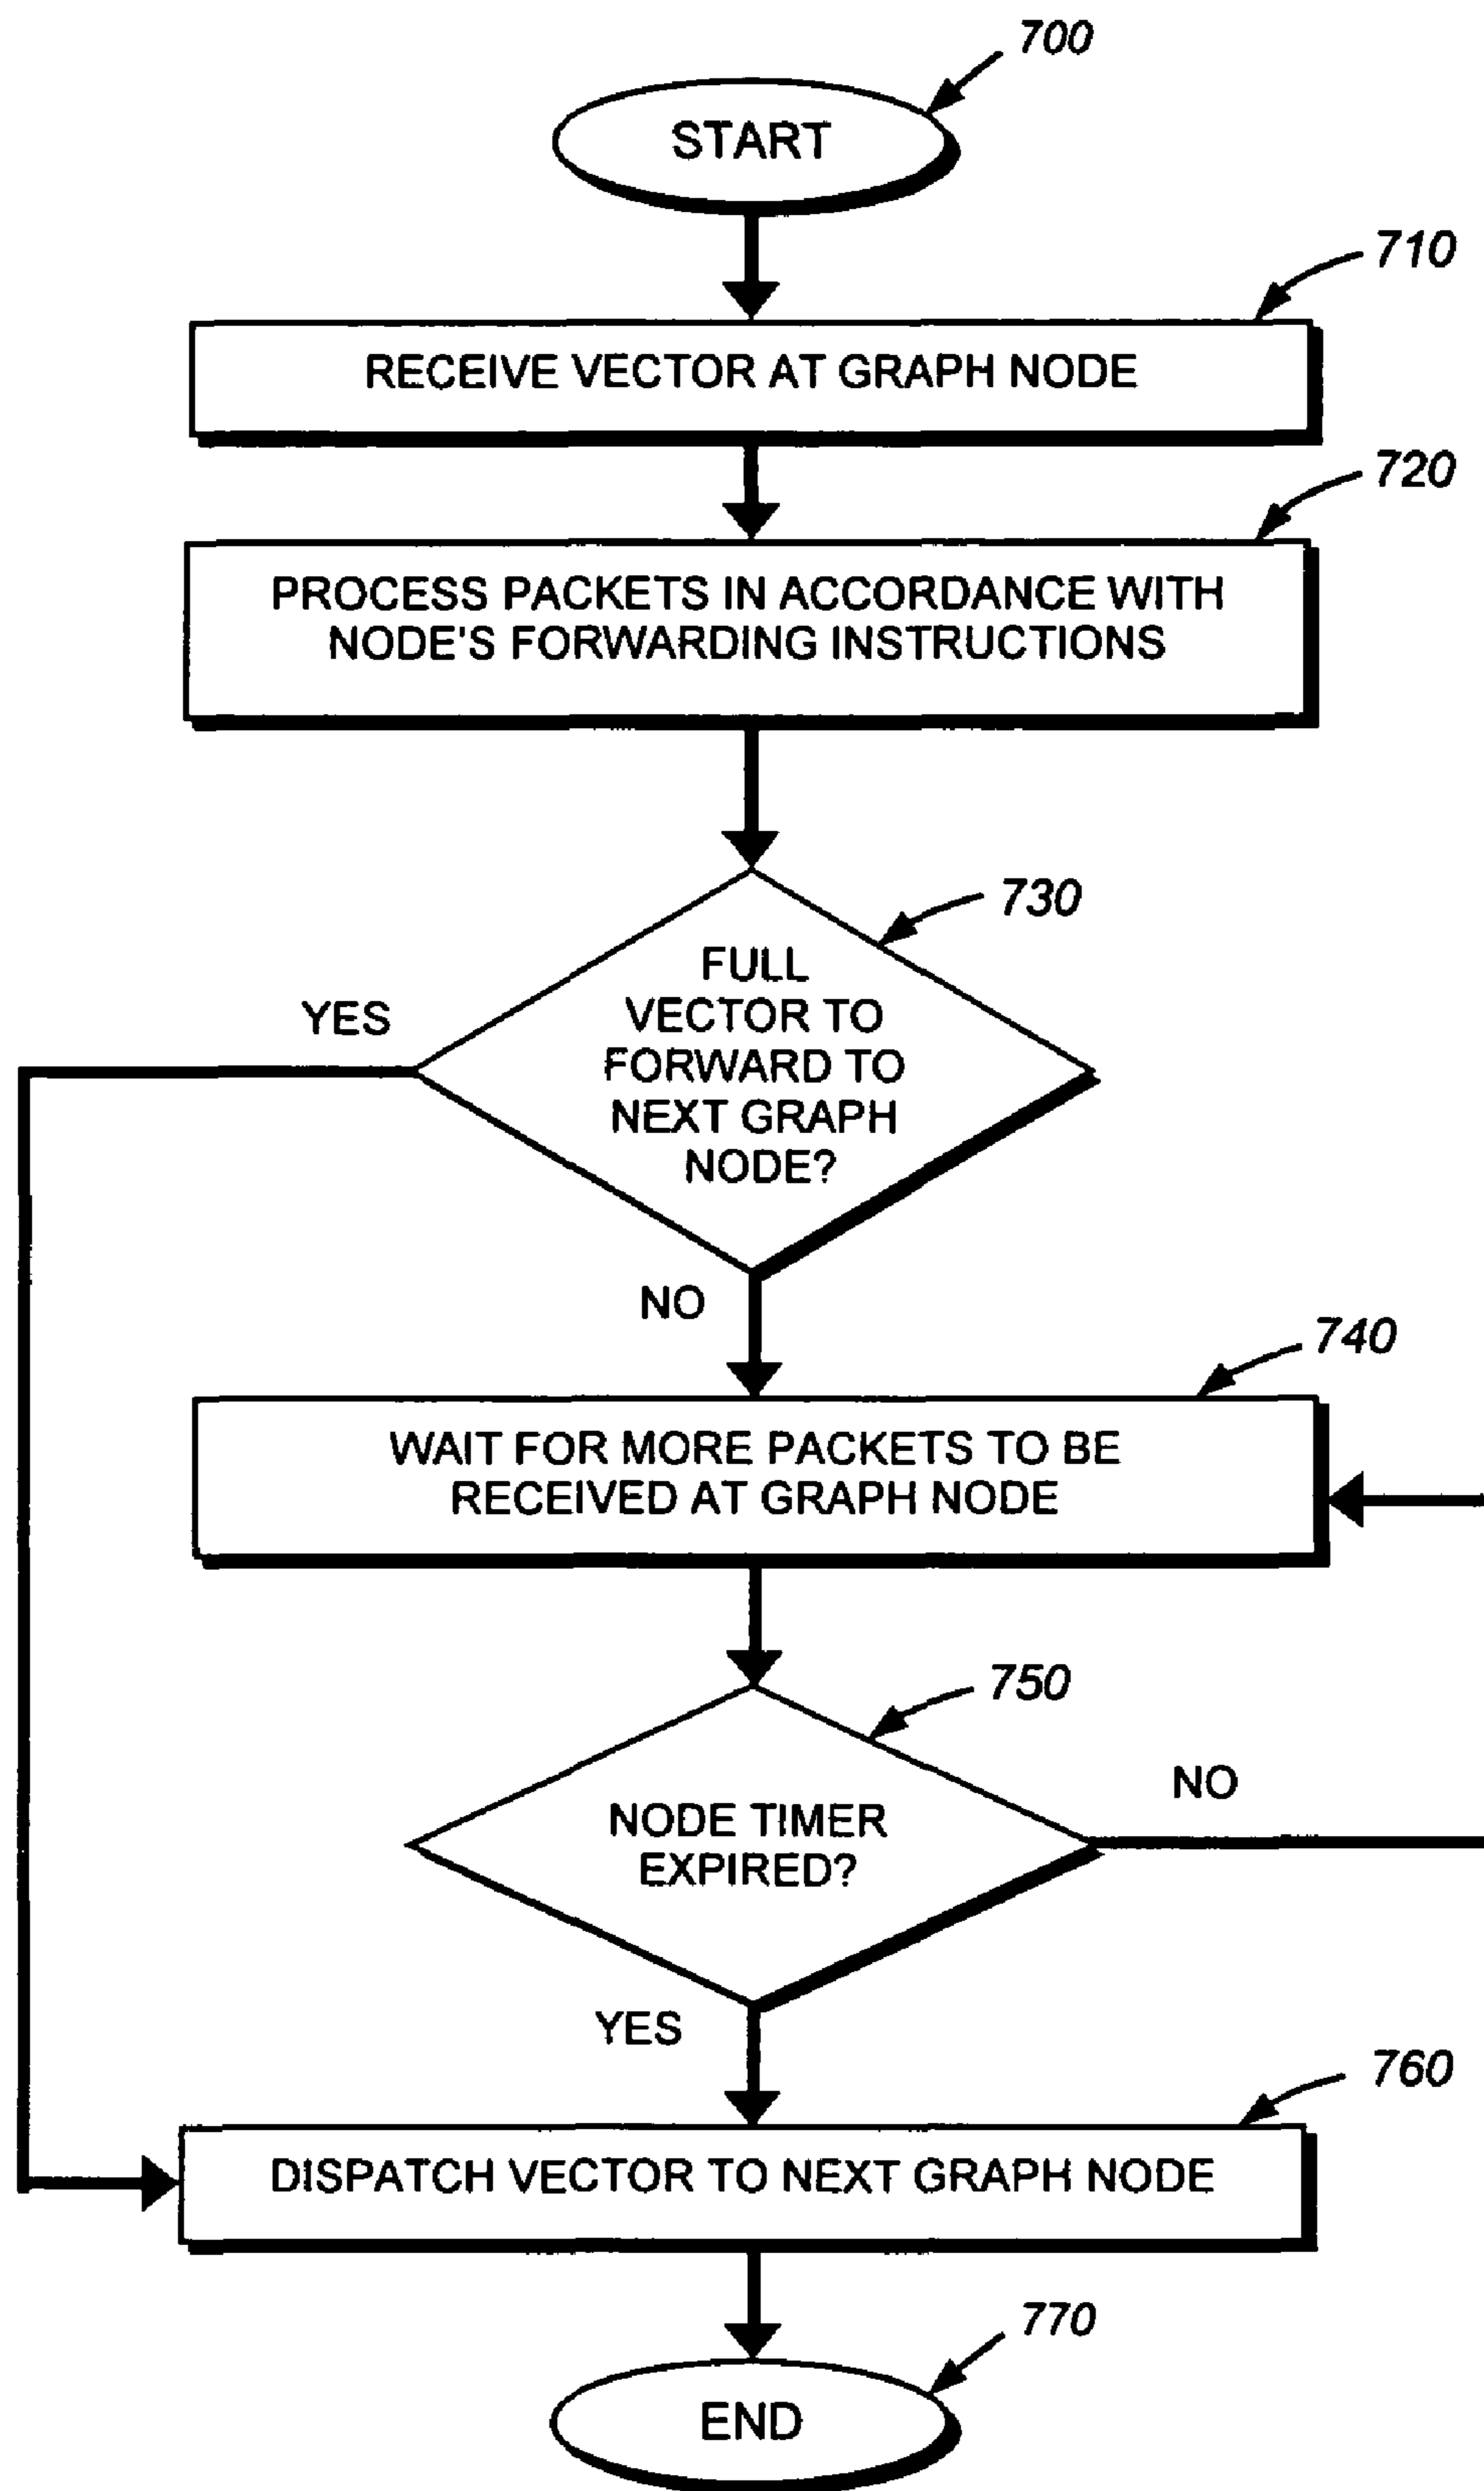 700
START
710
RECEIVE VECTOR AT GRAPH NODE
720
PROCESS PACKETS IN ACCORDANCE WITH
NODE'S FORWARDING INSTRUCTIONS
730
FULL
VECTOR TO
FORWARD TO
NEXT GRAPH
NODE?
YES
NO
740
WAIT FOR MORE PACKETS TO BE
RECEIVED AT GRAPH NODE
750
NODE TIMER
EXPIRED?
NO
YES
760
DISPATCH VECTOR TO NEXT GRAPH NODE
770
END